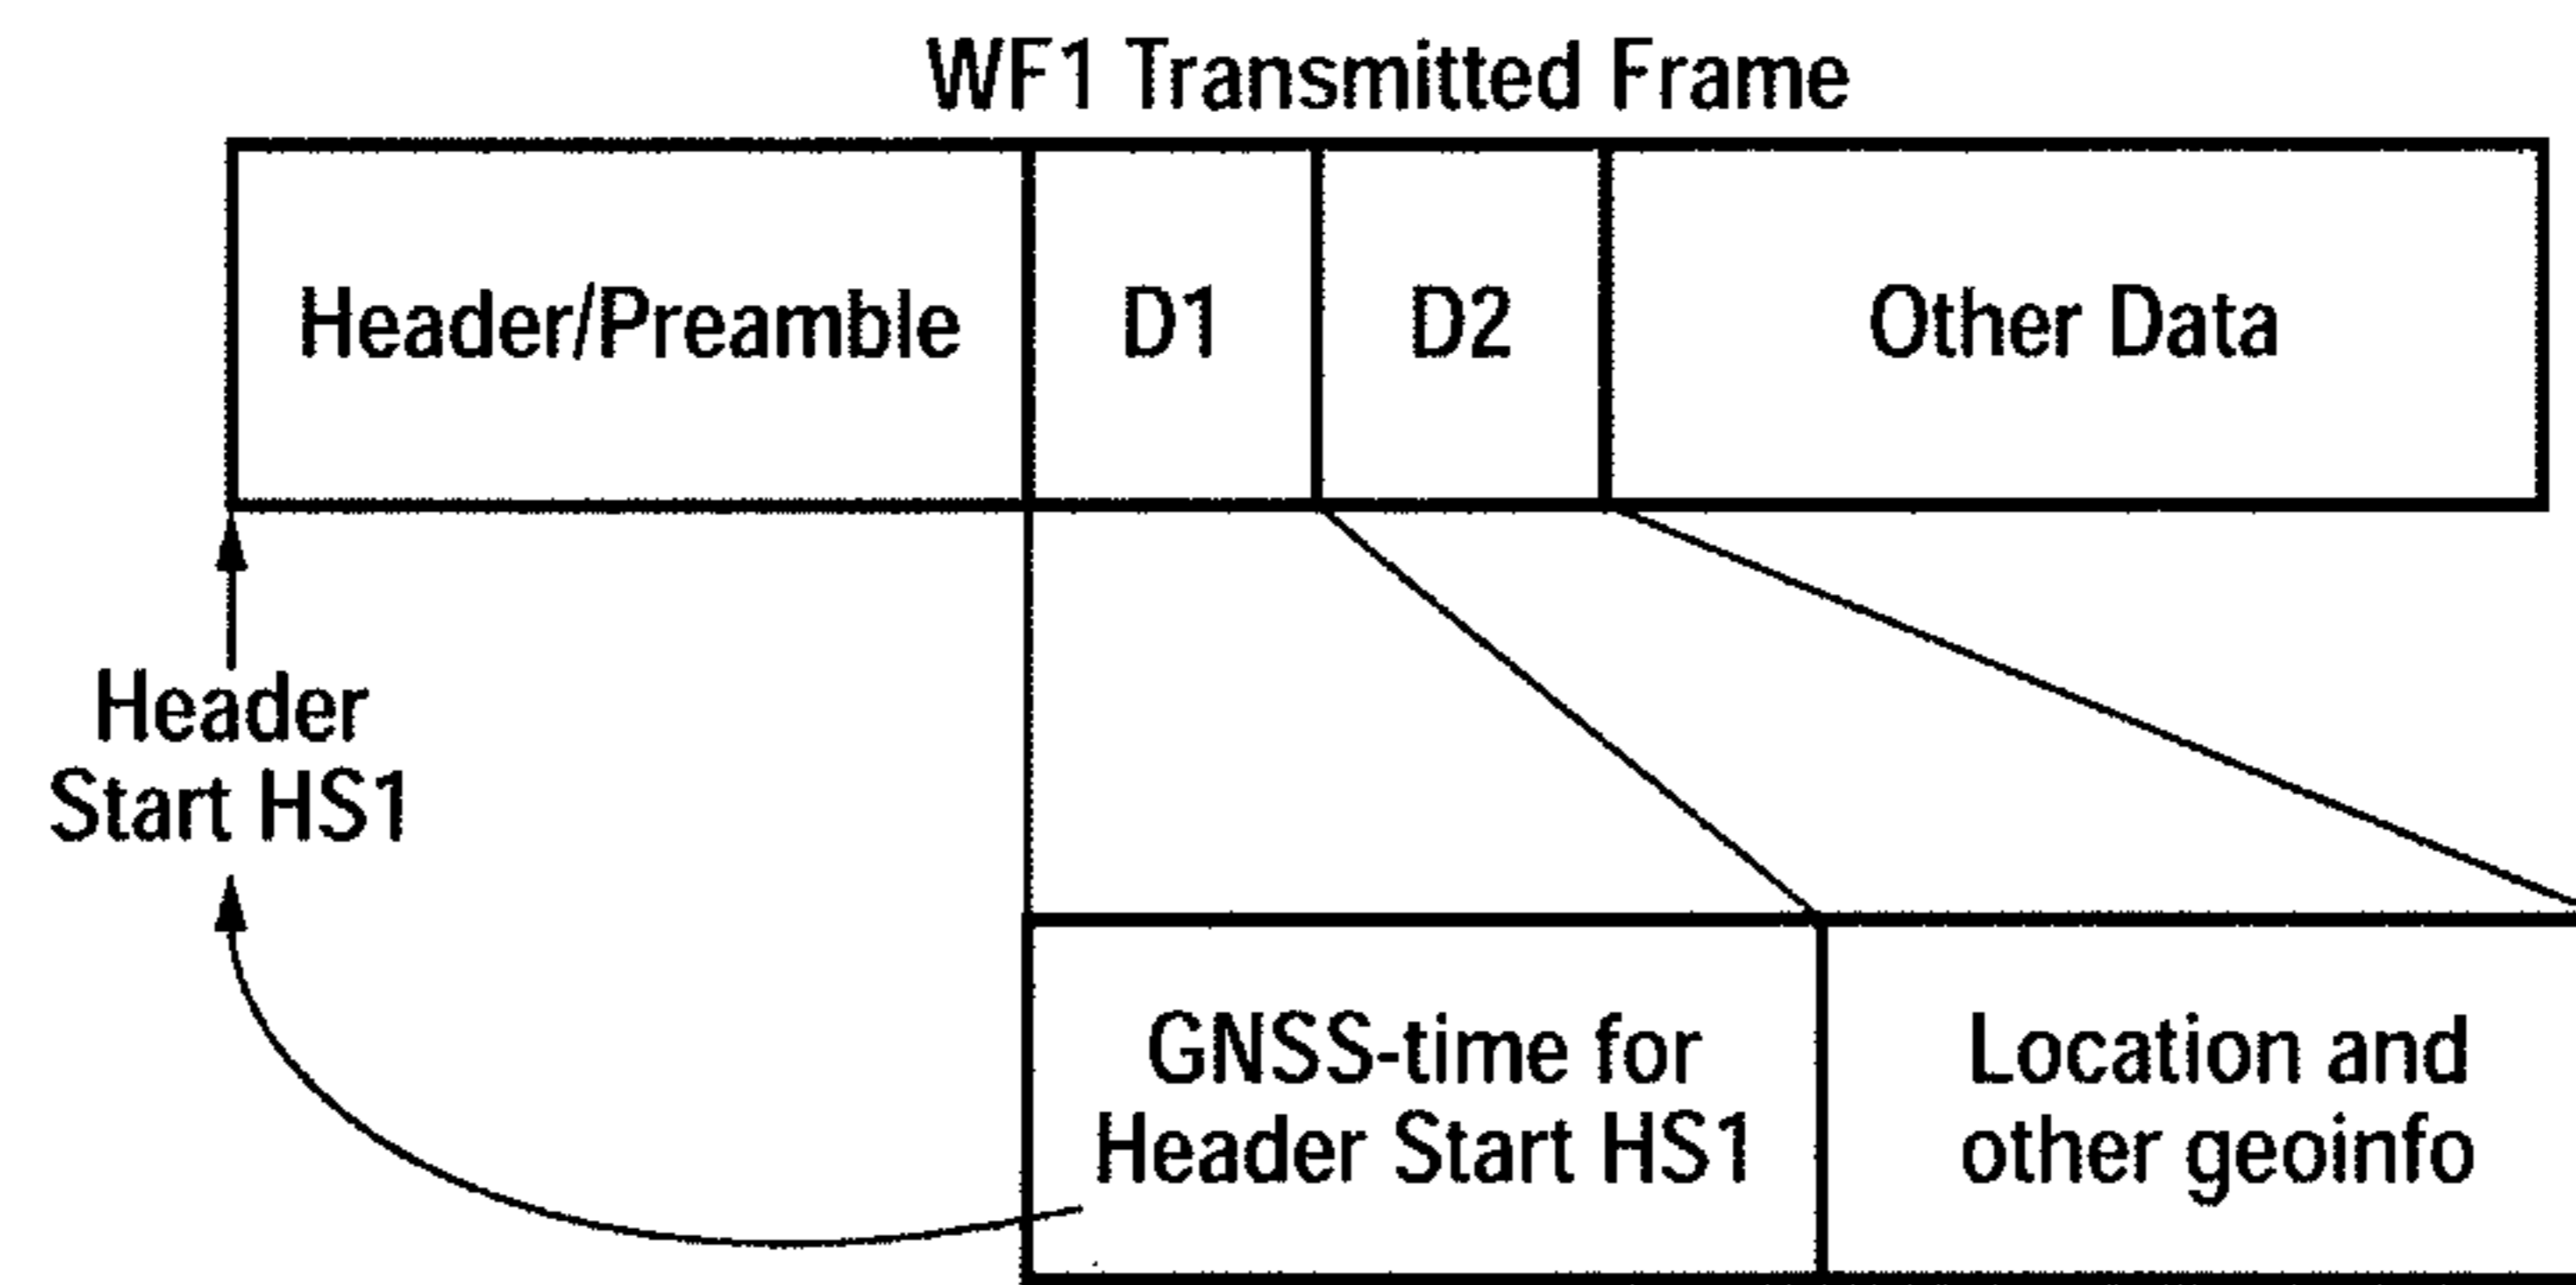 WF1 Transmitted Frame
Header/Preamble
D1
D2
Other Data
Header
Start HS1
GNSS-time for
Header Start HS1
Location and
other geoinfo